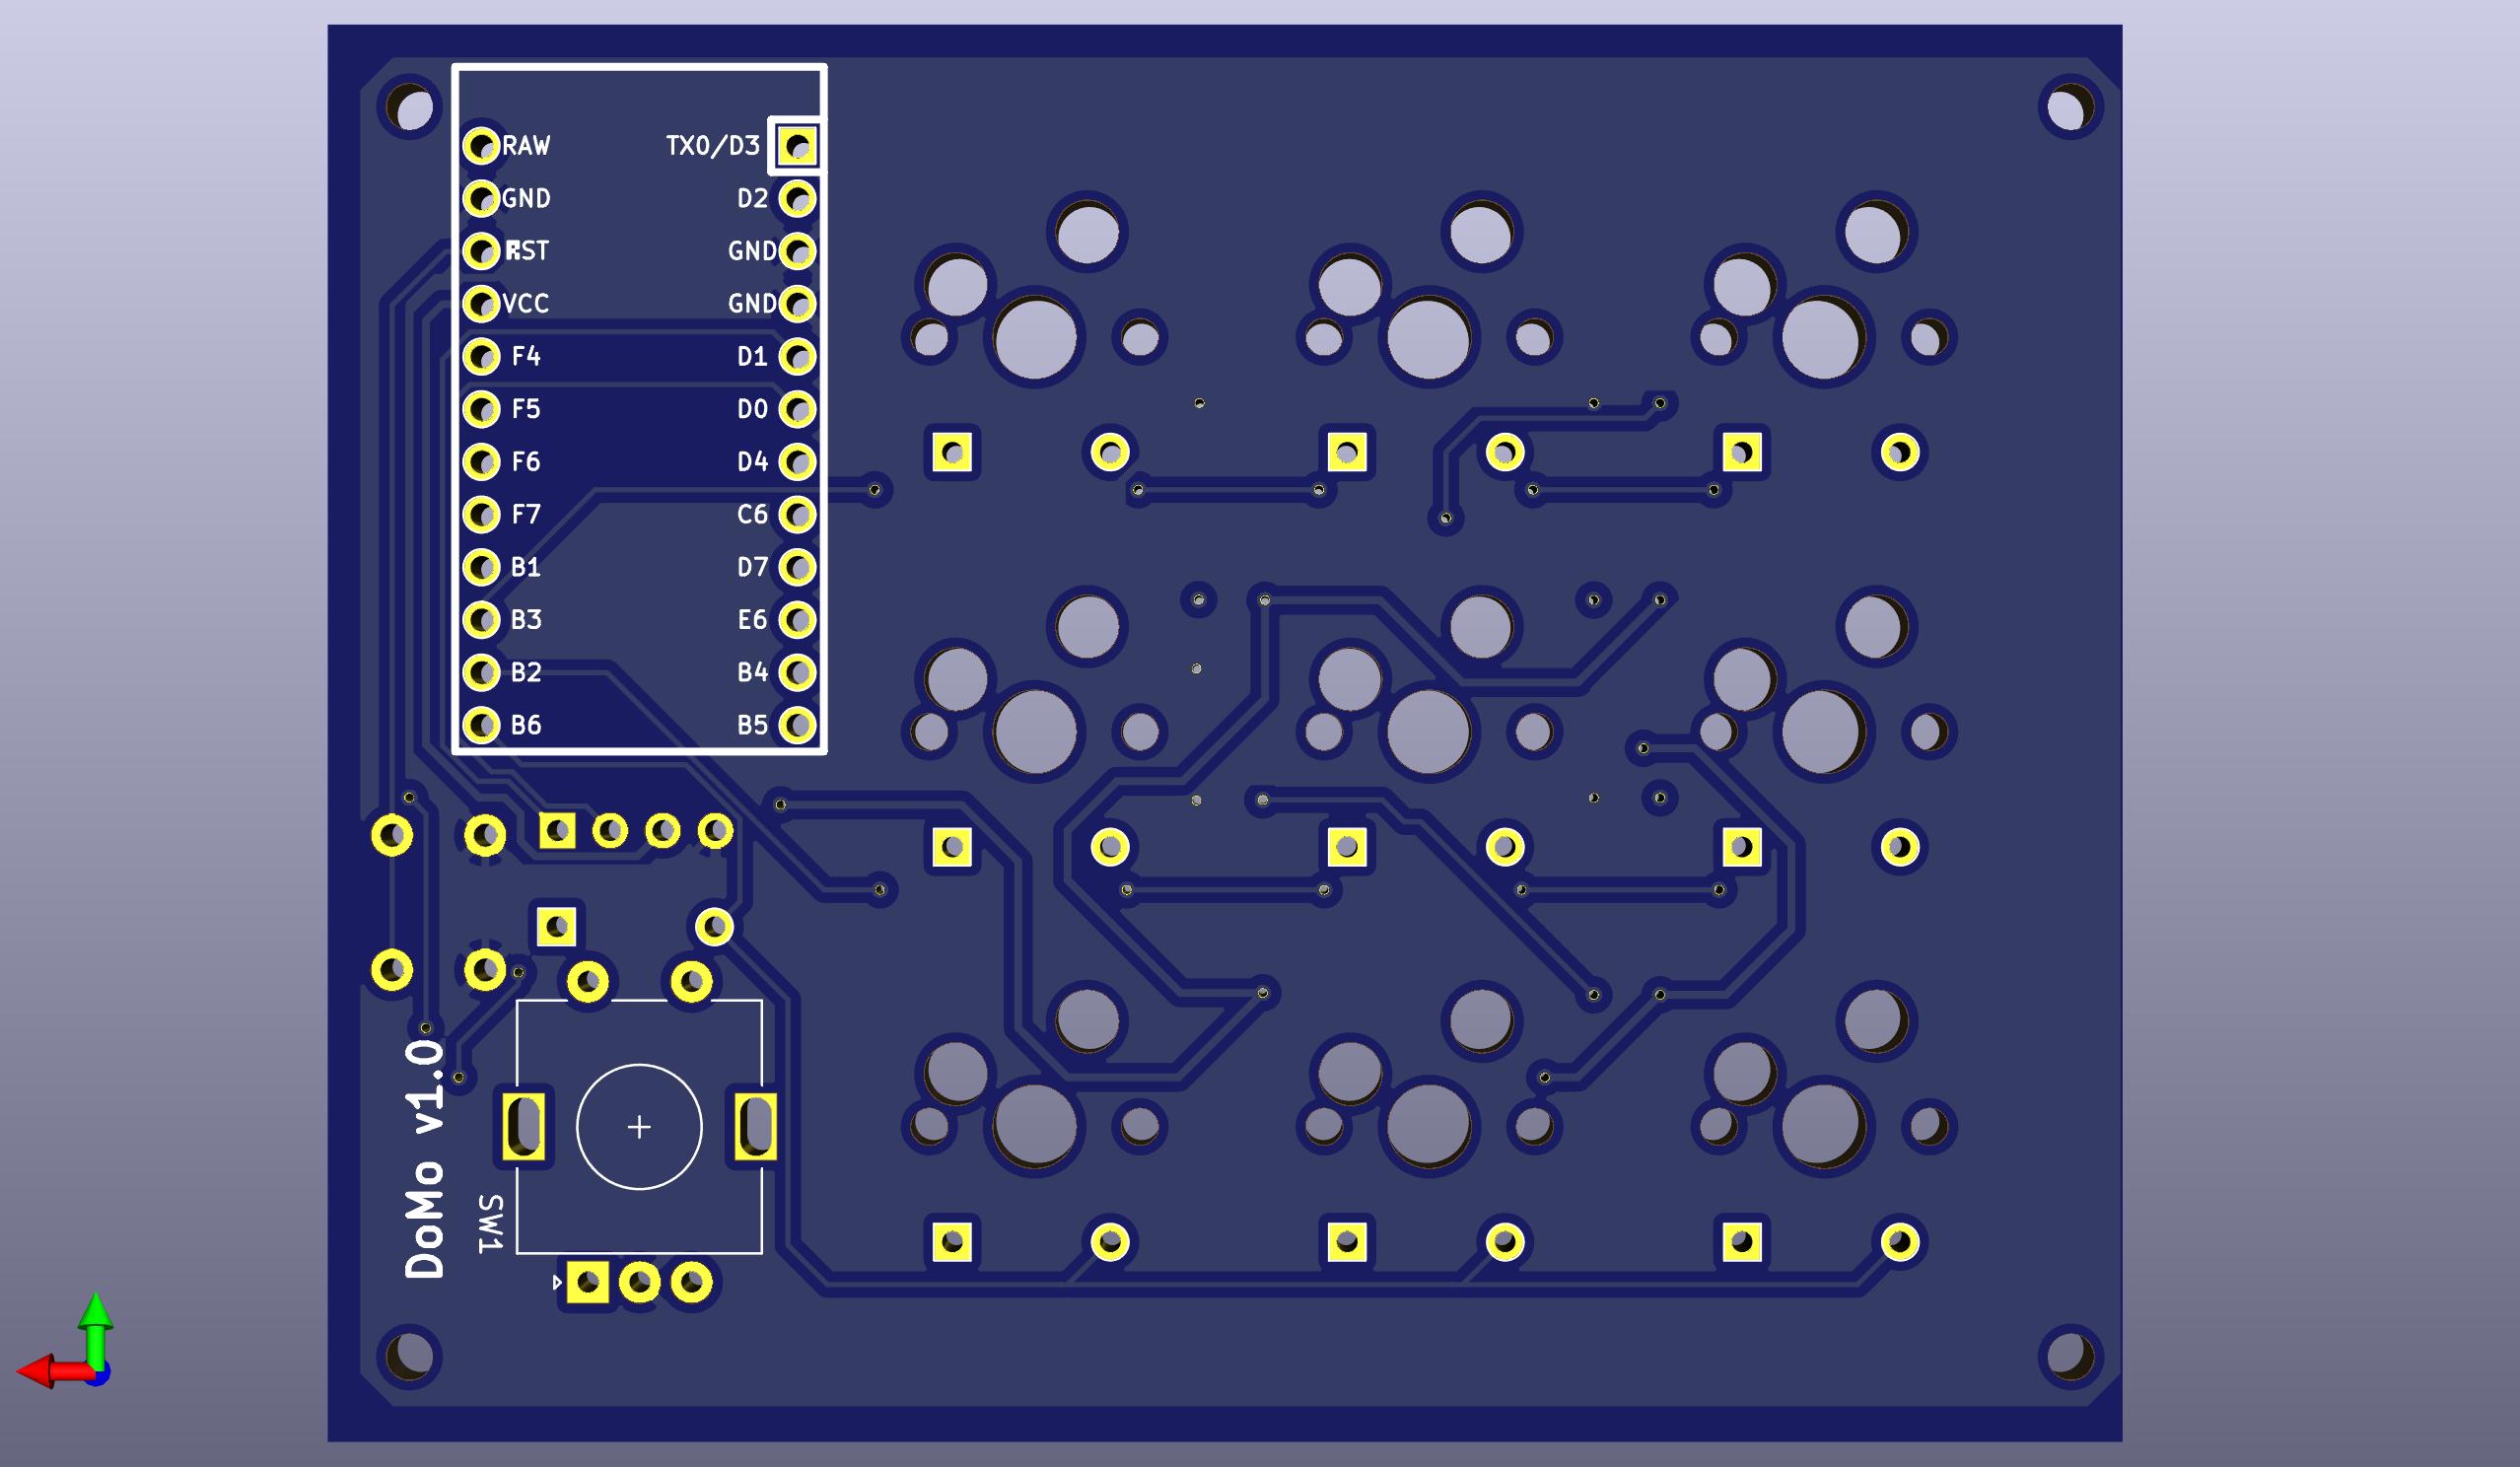 RAW TX0/D3
GND D2
RST GND
VCC GND
F4 D1
F5 D0
F6 D4
F7 C6
B1 D7
B3 E6
B2 B4
B6 B5
DoMo v1.0
SW1